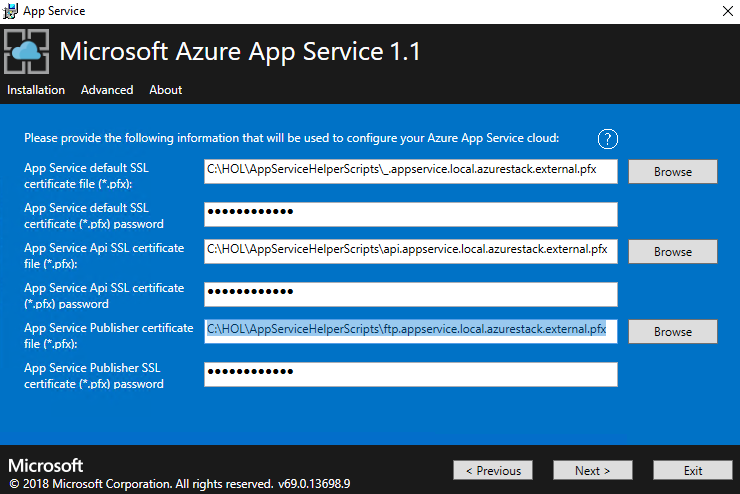 App Service
Microsoft Azure App Service 1.1
Installation Advanced About
Please provide the following information that will be used to configure your Azure App Service cloud: ?
App Service default SSL
certificate file (*.pfx):
C:\HOL\AppServiceHelperScripts\_.appservice.local.azurestack.external.pfx
Browse
App Service default SSL
certificate (*.pfx) password
●●●●●●●●●●●●
App Service Api SSL certificate
file (*.pfx):
C:\HOL\AppServiceHelperScripts\api.appservice.local.azurestack.external.pfx
Browse
App Service Api SSL certificate
(*.pfx) password
●●●●●●●●●●●●
App Service Publisher certificate
file (*.pfx):
C:\HOL\AppServiceHelperScripts\ftp.appservice.local.azurestack.external.pfx
Browse
App Service Publisher SSL
certificate (*.pfx) password
●●●●●●●●●●●●
Microsoft
© 2018 Microsoft Corporation. All rights reserved. v69.0.13698.9
< Previous Next > Exit